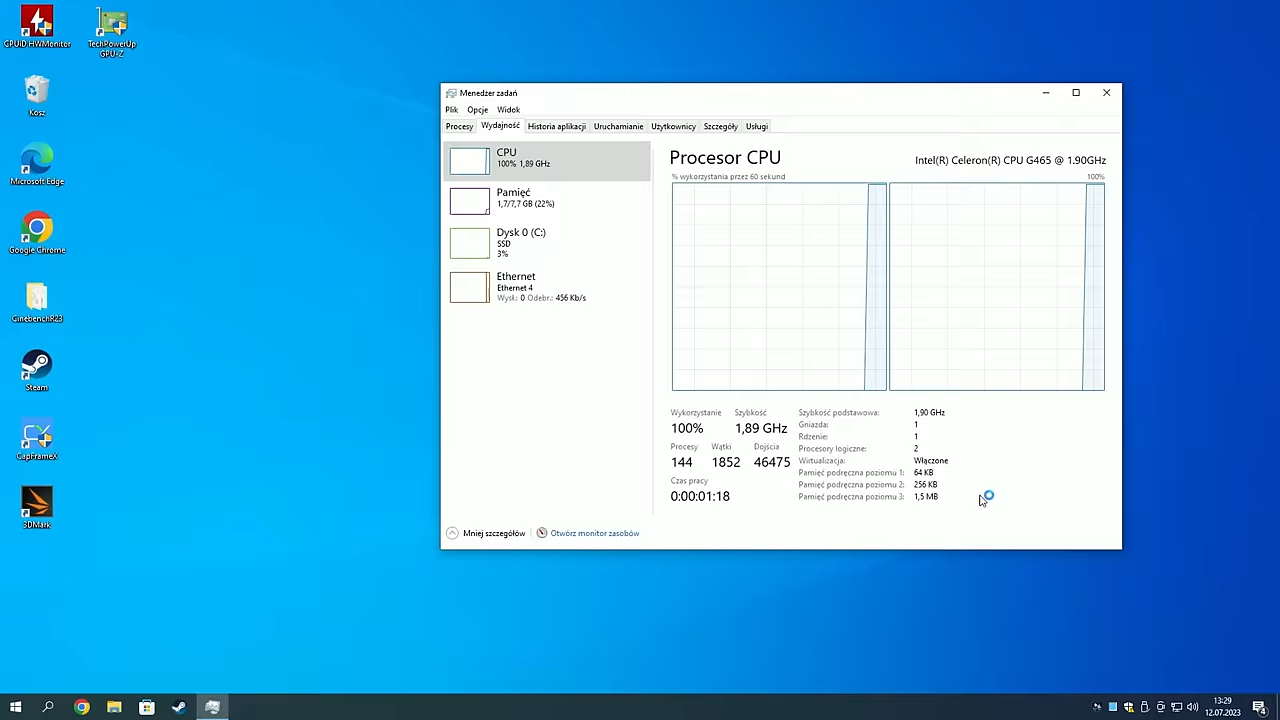 CPUID HWMonitor
TechPowerUp GPU-Z
Kosz
Microsoft Edge
Google Chrome
CinebenchR23
Steam
CapFrameX
3DMark
Menedżer zadań
Plik Opcje Widok
Procesy Wydajność Historia aplikacji Uruchamianie Użytkownicy Szczegóły Usługi
CPU
100% 1,89 GHz
Pamięć
1,7/7,7 GB (22%)
Dysk 0 (C:)
SSD
3%
Ethernet
Ethernet 4
Wysł.: 0 Odebr.: 456 Kb/s
Procesor CPU
Intel(R) Celeron(R) CPU G465 @ 1.90GHz
% wykorzystania przez 60 sekund
100%
Wykorzystanie Szybkość
100% 1,89 GHz
Procesy Wątki Dojścia
144 1852 46475
Czas pracy
0:00:01:18
Szybkość podstawowa: 1,90 GHz
Gniazda: 1
Rdzenie: 1
Procesory logiczne: 2
Wirtualizacja: Włączone
Pamięć podręczna poziomu 1: 64 KB
Pamięć podręczna poziomu 2: 256 KB
Pamięć podręczna poziomu 3: 1,5 MB
Mniej szczegółów
Otwórz monitor zasobów
13:29
12.07.2023